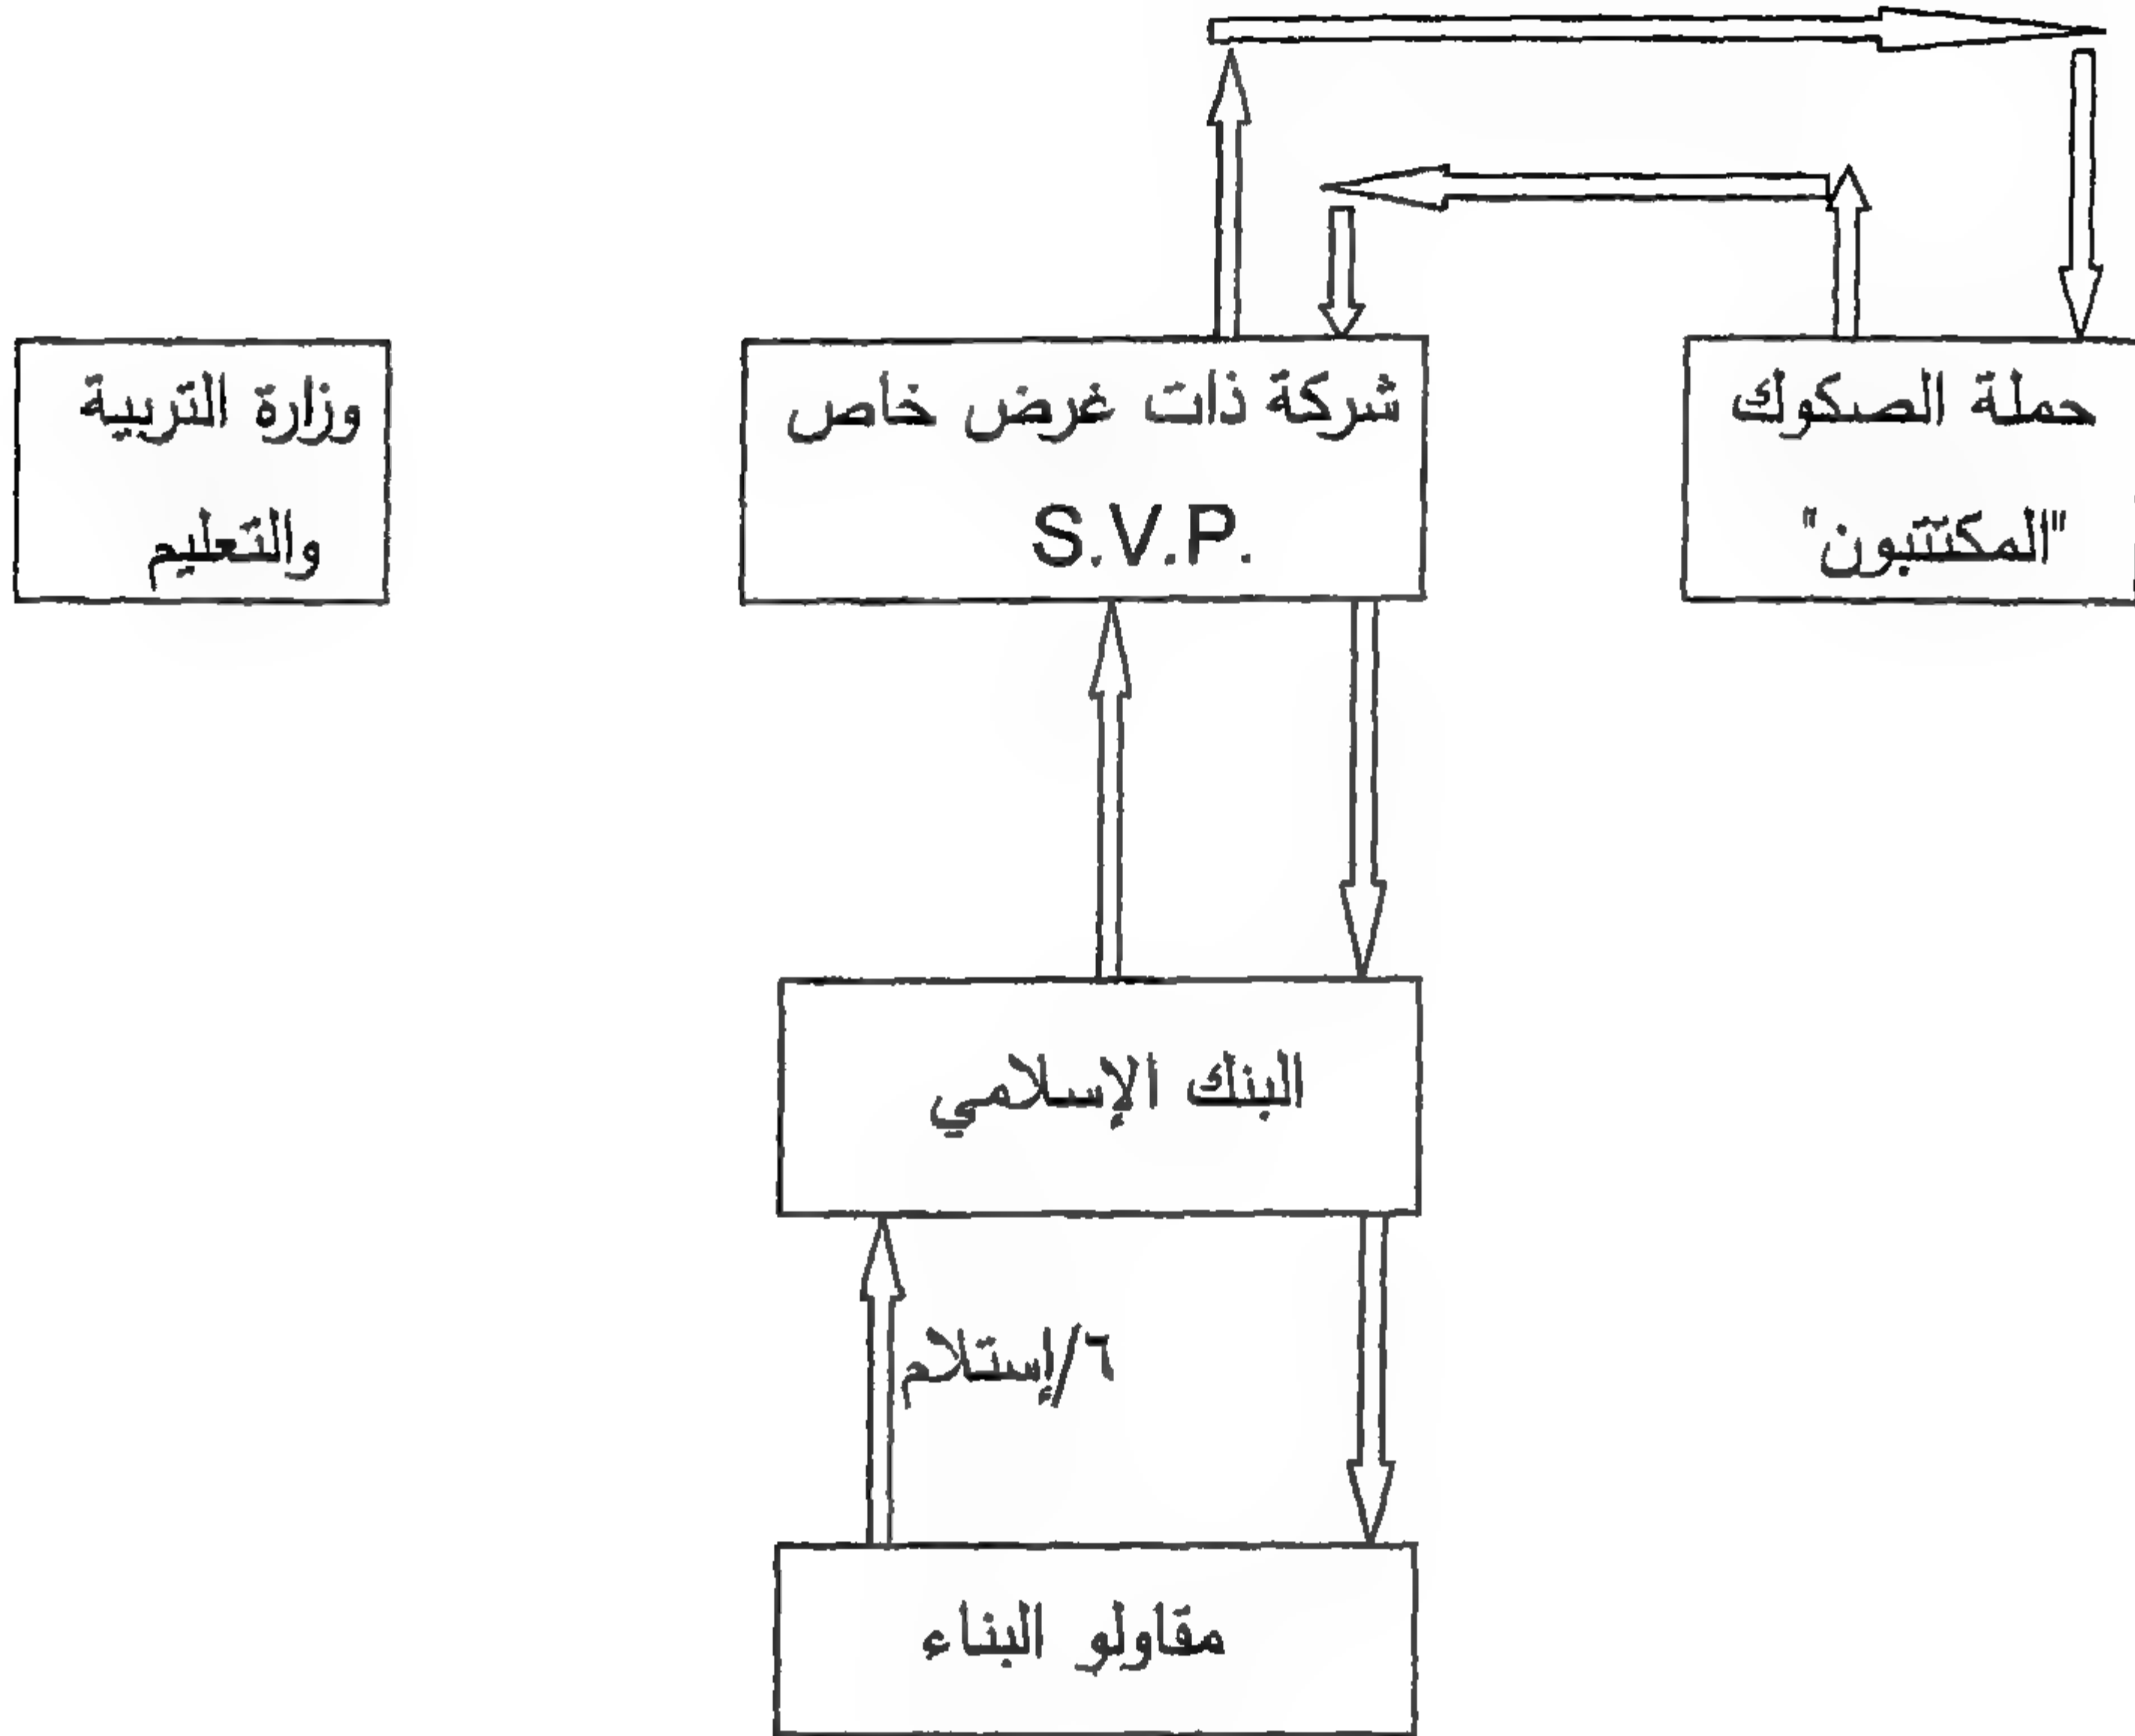 حملة الصكوك
"المكتتبون"
شركة ذات غرض خاص
S.V.P.
وزارة التربية
والتعليم
البنك الإسلامي
٦/إستلام
مقاولو البناء